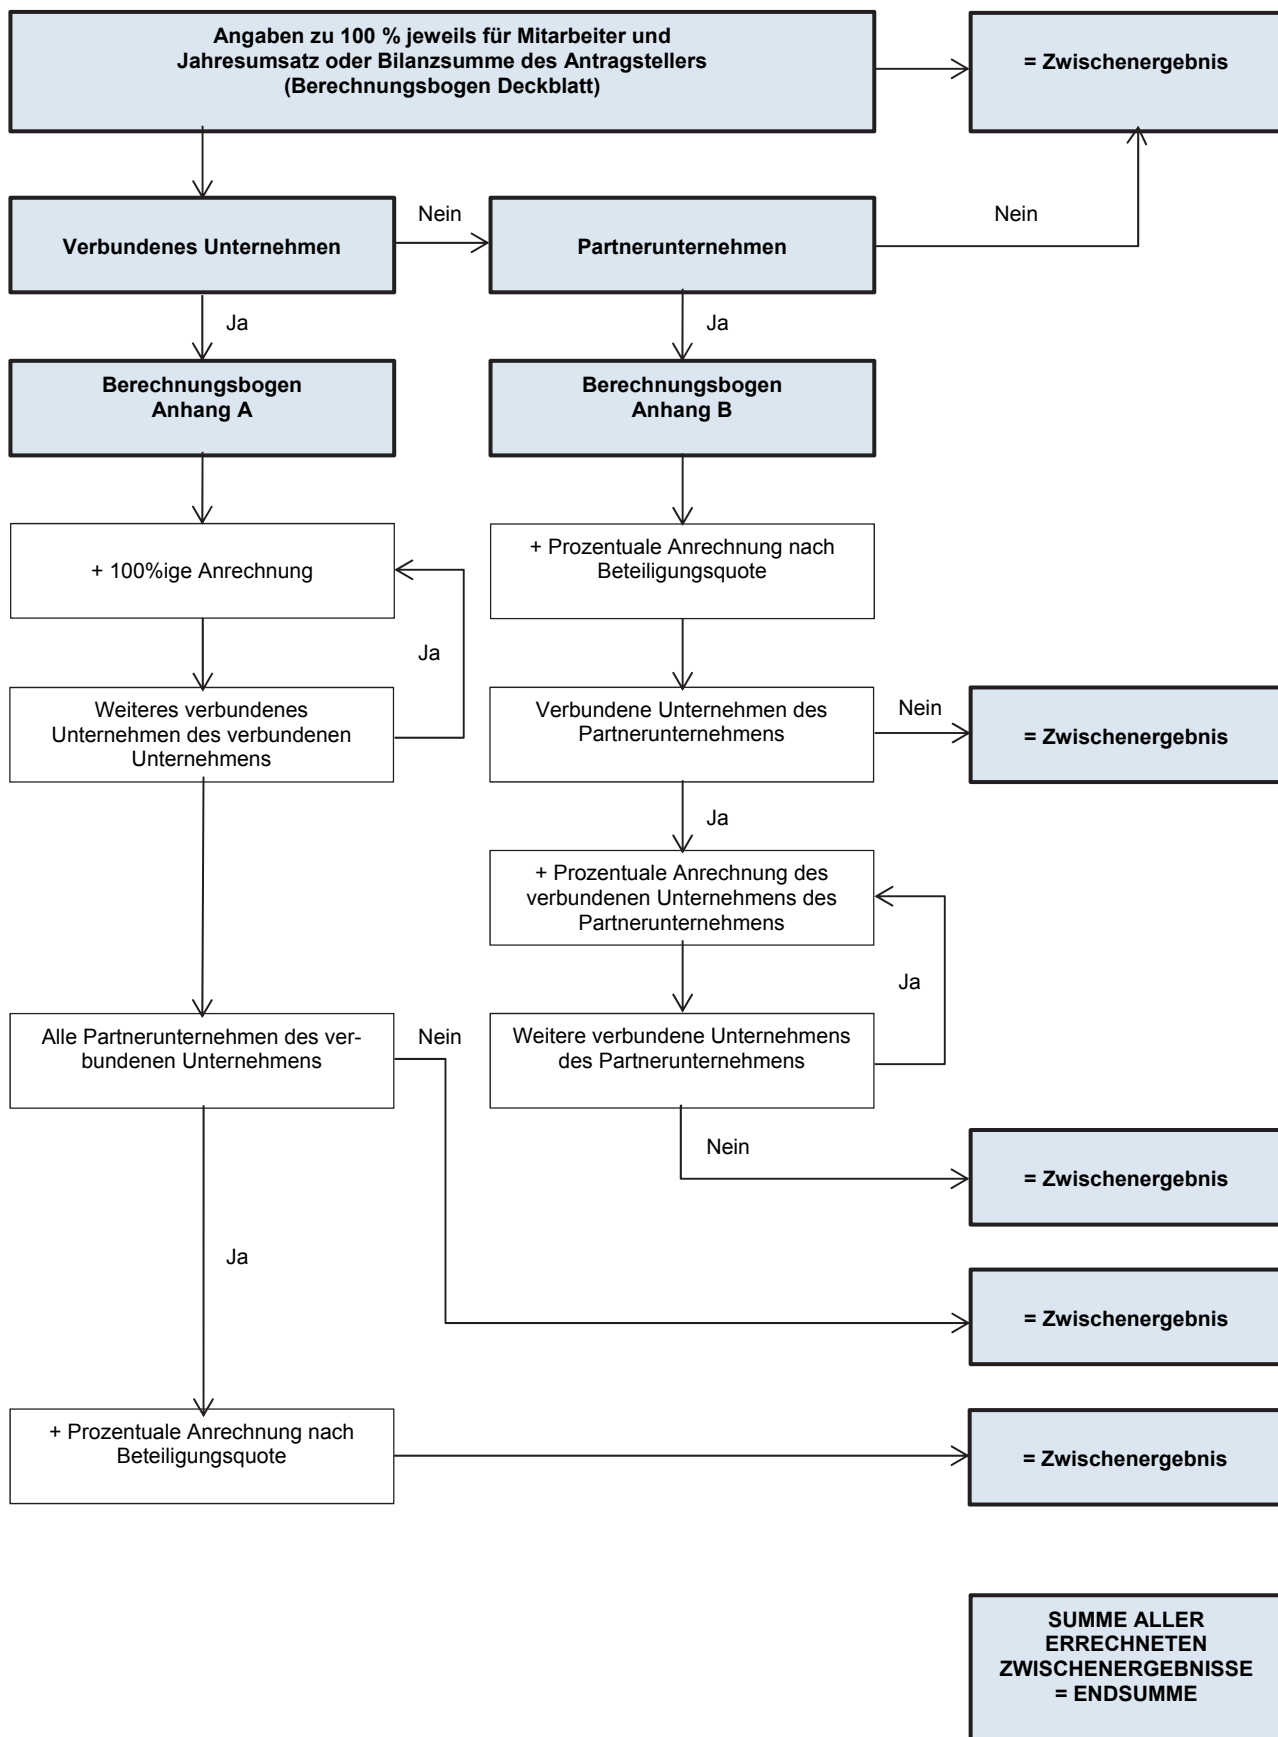 Angaben zu 100 % jeweils für Mitarbeiter und
Jahresumsatz oder Bilanzsumme des Antragstellers
(Berechnungsbogen Deckblatt)
= Zwischenergebnis
Verbundenes Unternehmen
Nein
Partnerunternehmen
Nein
Ja
Ja
Berechnungsbogen
Anhang A
Berechnungsbogen
Anhang B
+ 100%ige Anrechnung
+ Prozentuale Anrechnung nach
Beteiligungsquote
Ja
Weiteres verbundenes
Unternehmen des verbundenen
Unternehmens
Verbundene Unternehmen des
Partnerunternehmens
Nein
= Zwischenergebnis
Ja
+ Prozentuale Anrechnung des
verbundenen Unternehmens des
Partnerunternehmens
Ja
Alle Partnerunternehmen des ver-
bundenen Unternehmens
Nein
Weitere verbundene Unternehmens
des Partnerunternehmens
Nein
= Zwischenergebnis
Ja
= Zwischenergebnis
+ Prozentuale Anrechnung nach
Beteiligungsquote
= Zwischenergebnis
SUMME ALLER
ERRECHNETEN
ZWISCHENERGEBNISSE
= ENDSUMME